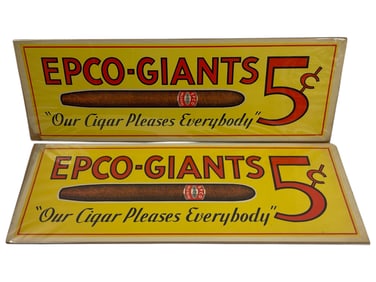 EPCO-GIANTS 5¢
"Our Cigar Pleases Everybody"
EPCO-GIANTS 5¢
"Our Cigar Pleases Everybody"